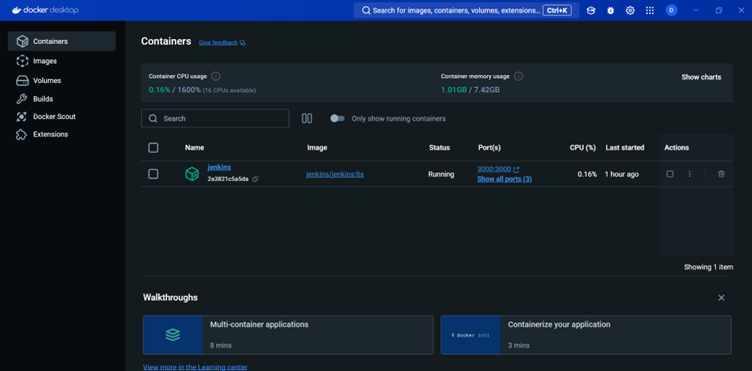 docker desktop
Search for images, containers, volumes, extensions... Ctrl+K
D
Containers
Images
Volumes
Builds
Docker Scout
Extensions
Containers Give feedback
Container CPU usage
0.16% / 1600% (16 CPUs available)
Container memory usage
1.01GB / 7.42GB
Show charts
Search
Only show running containers
Name Image Status Port(s) CPU (%) Last started Actions
jenkins
2a3821c5a5da
jenkins/jenkins:lts
Running
3000:3000
Show all ports (3)
0.16% 1 hour ago
Showing 1 item
Walkthroughs
Multi-container applications
8 mins
$ docker init
Containerize your application
3 mins
View more in the Learning center